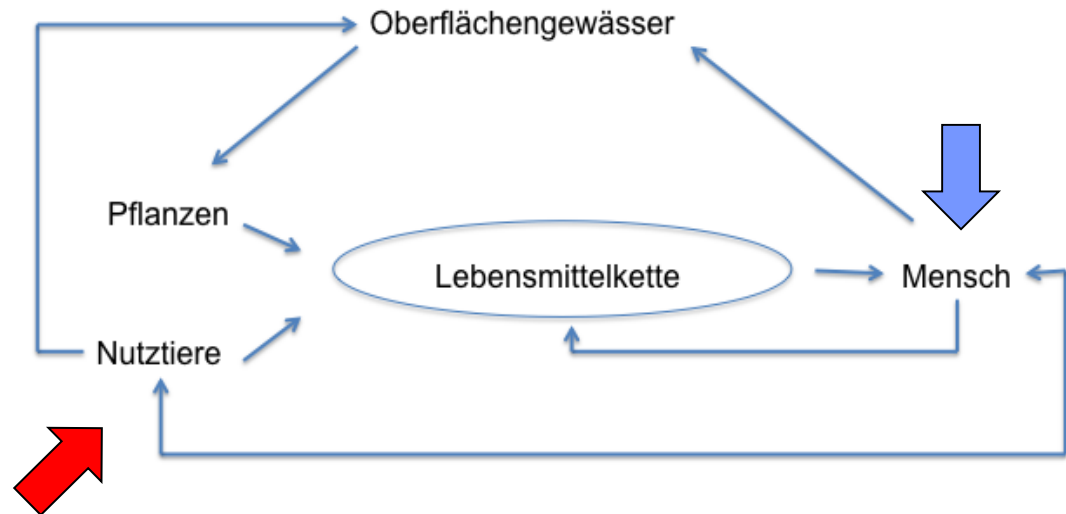 Oberflächengewässer
Pflanzen
Lebensmittelkette
Mensch
Nutztiere